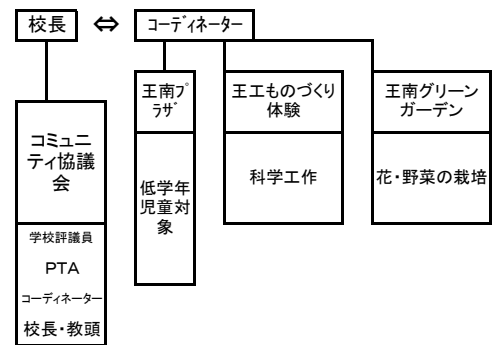 校長 ⇔ コーディネーター
コミュニ
ティ協議
会
学校評議員
PTA
コーディネーター
校長・教頭
王南プ
ラザ
低学年
児童対
象
王工ものづくり
体験
科学工作
王南グリーン
ガーデン
花・野菜の栽培